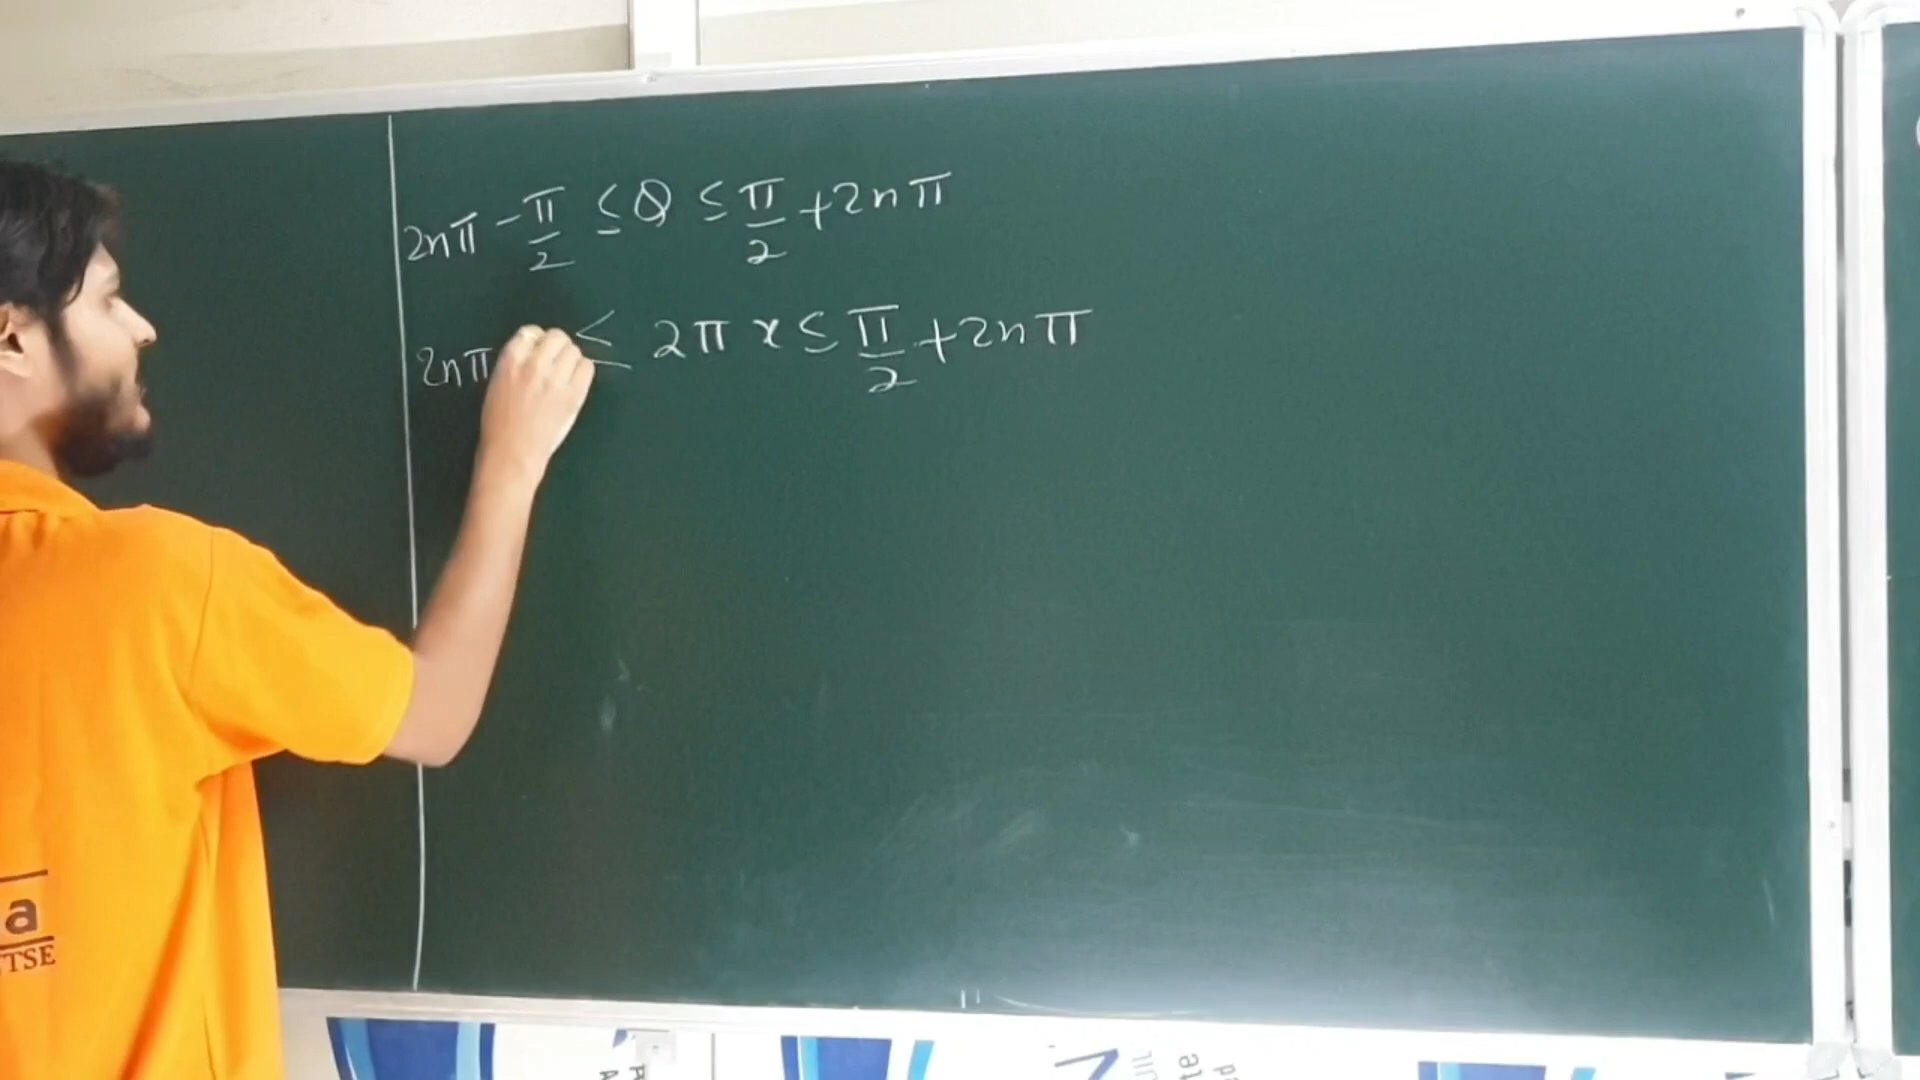 2nπ - π/2 ≤ Q ≤ π/2 + 2nπ
2nπ ≤ 2π x ≤ π/2 + 2nπ
a
TSE